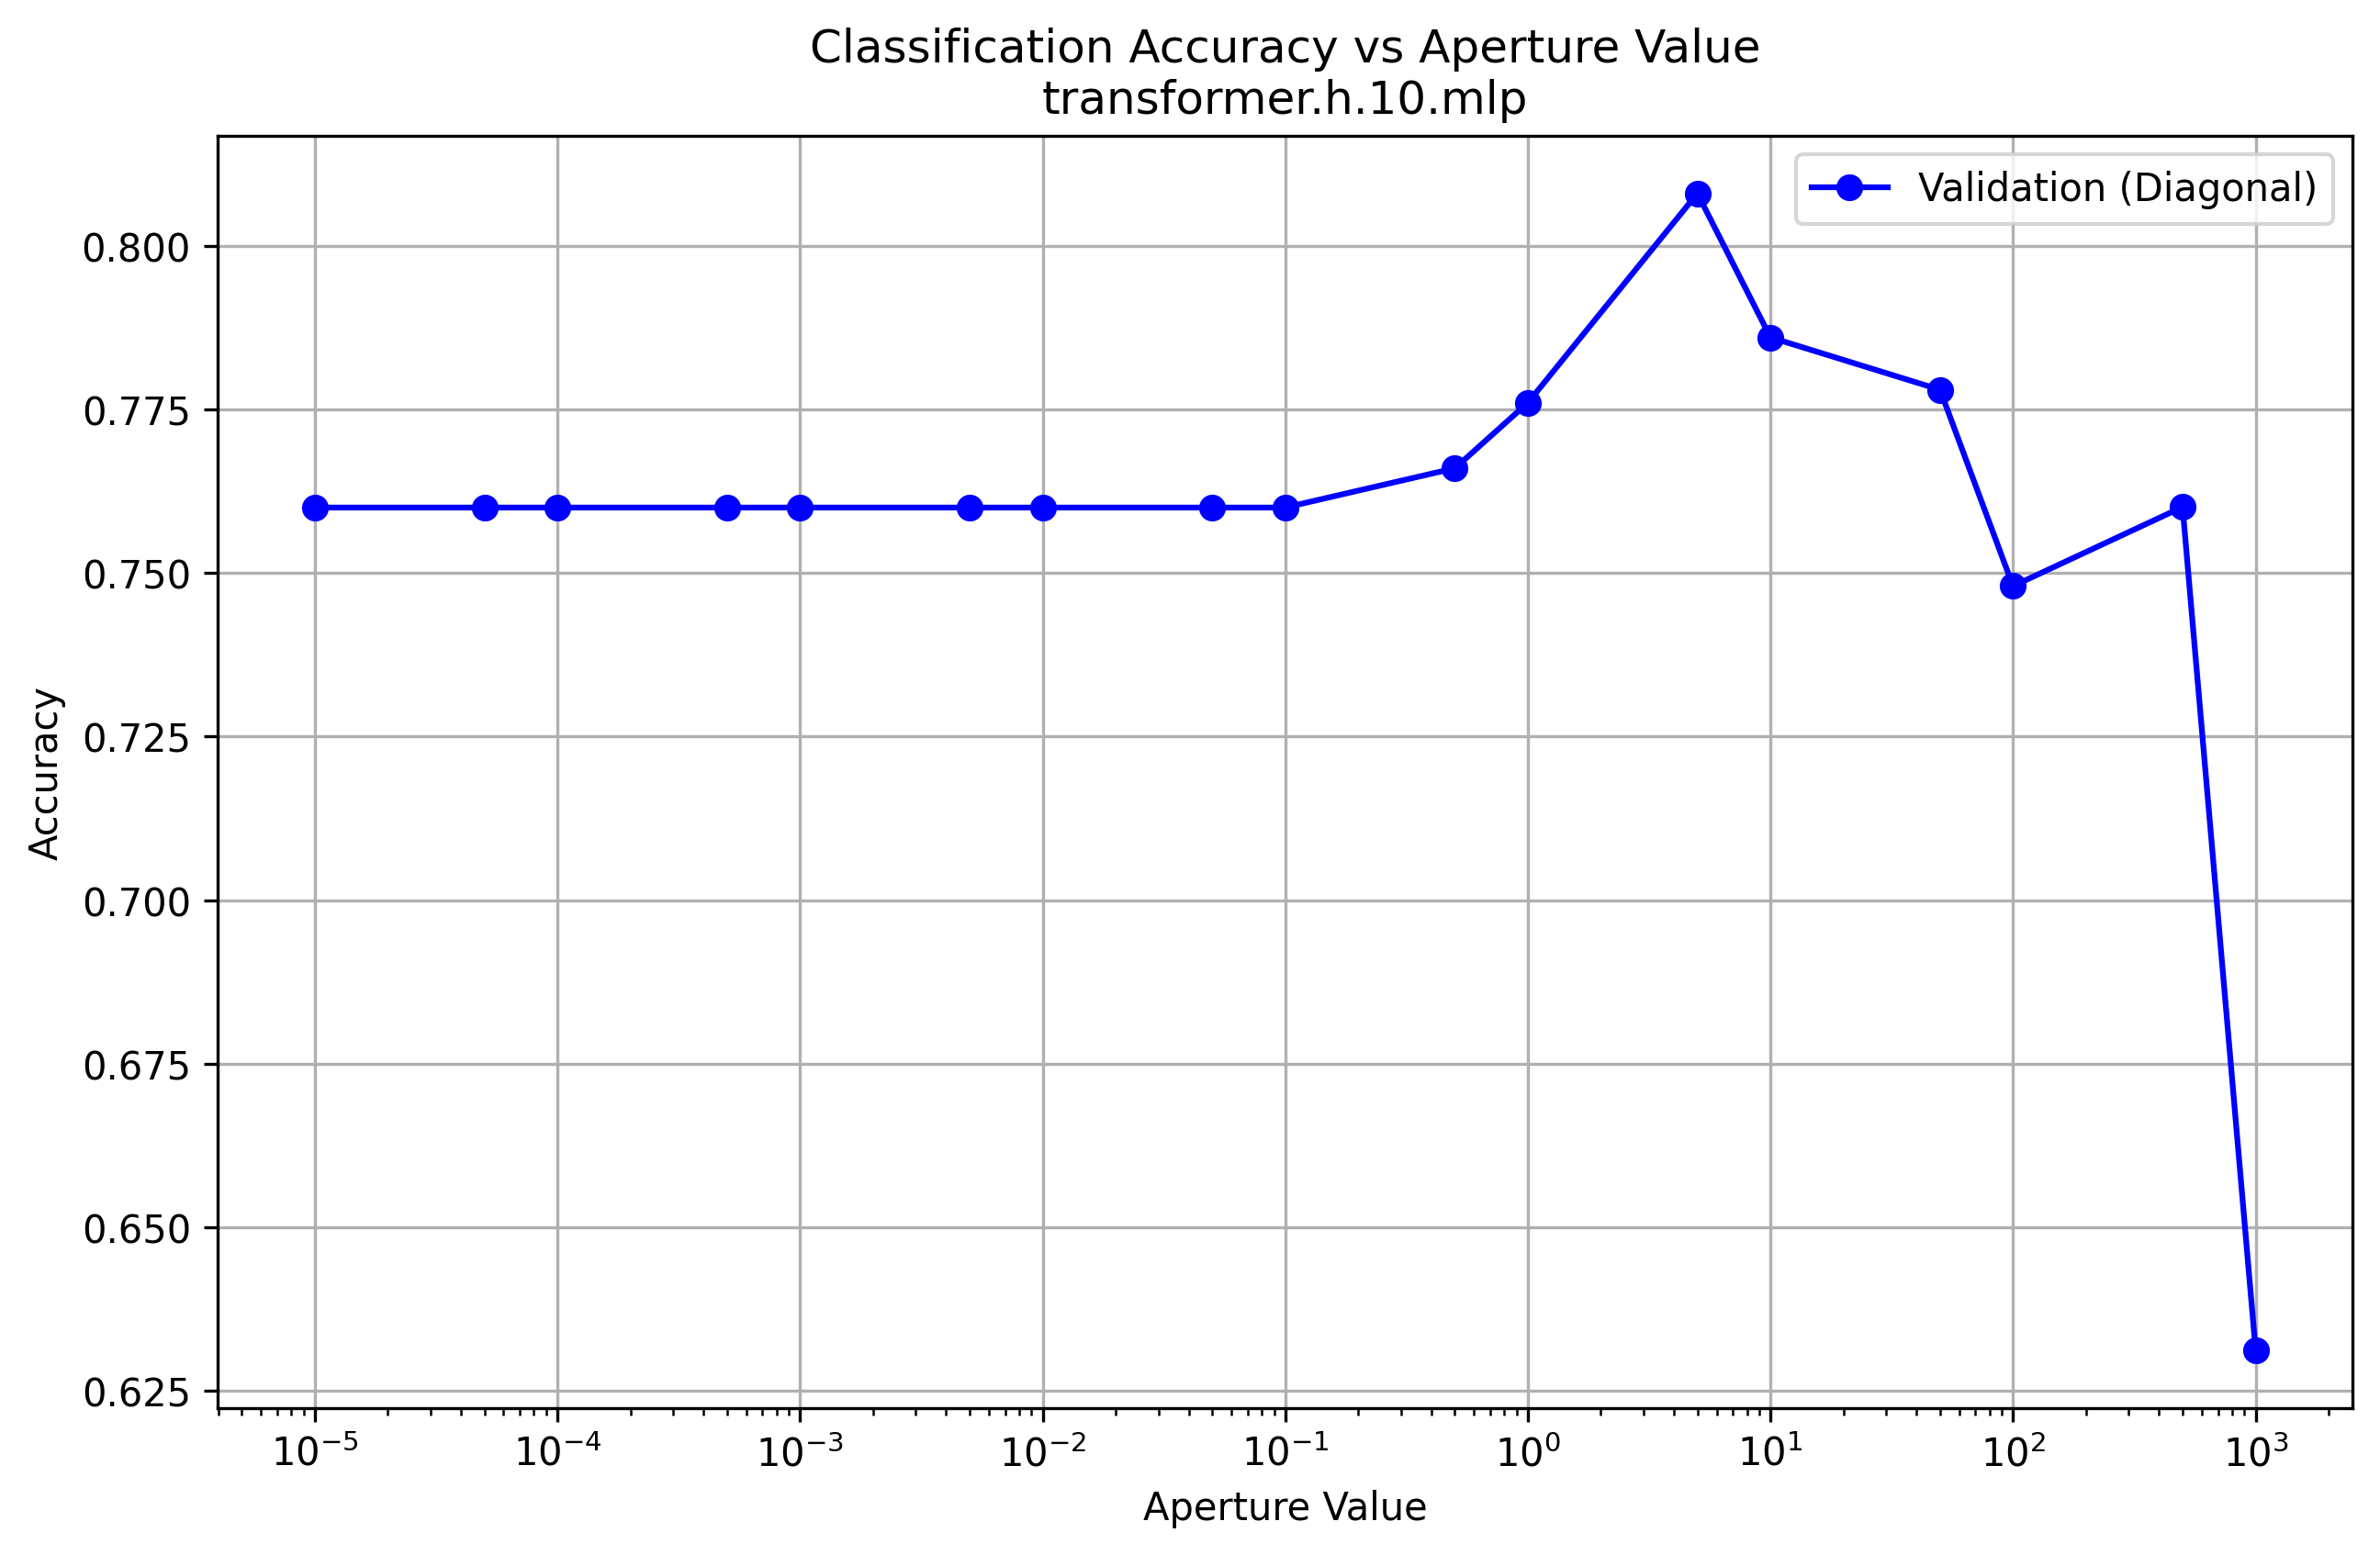 Classification Accuracy vs Aperture Value
transformer.h.10.mlp
Validation (Diagonal)
0.800
0.775
0.750
0.725
0.700
0.675
0.650
0.625
Accuracy
10⁻⁵ 10⁻⁴ 10⁻³ 10⁻² 10⁻¹ 10⁰ 10¹ 10² 10³
Aperture Value